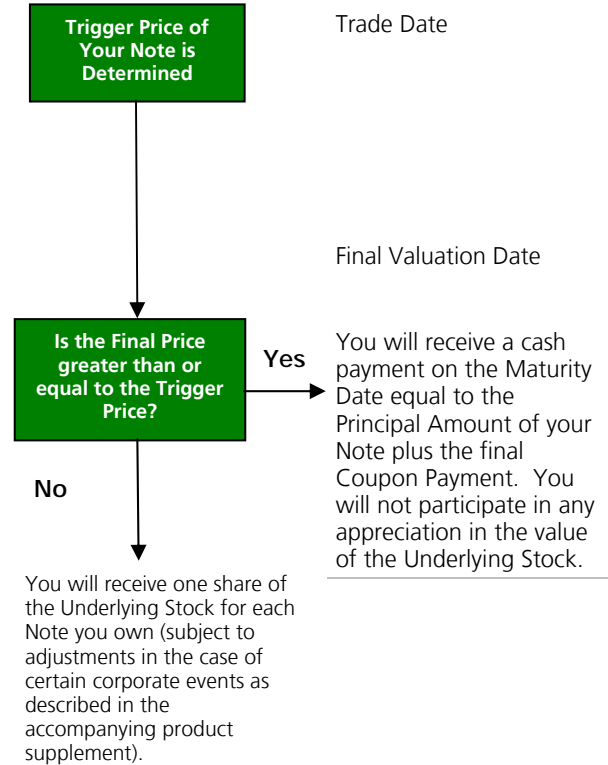 Trigger Price of
Your Note is
Determined
Trade Date
Final Valuation Date
Is the Final Price
greater than or
equal to the Trigger
Price?
Yes
You will receive a cash
payment on the Maturity
Date equal to the
Principal Amount of your
Note plus the final
Coupon Payment. You
will not participate in any
appreciation in the value
of the Underlying Stock.
No
You will receive one share of
the Underlying Stock for each
Note you own (subject to
adjustments in the case of
certain corporate events as
described in the
accompanying product
supplement).